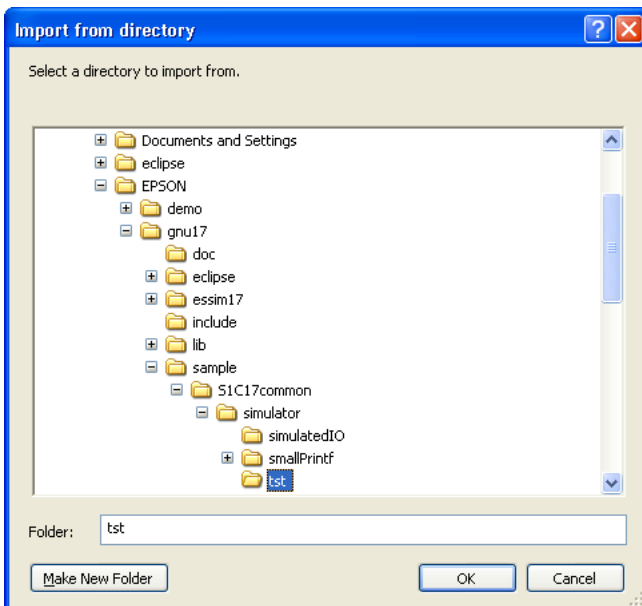 Import from directory
Select a directory to import from.
Documents and Settings
eclipse
EPSON
demo
gnu17
doc
eclipse
essim17
include
lib
sample
S1C17common
simulator
simulatedIO
smallPrintf
tst
Folder: tst
Make New Folder OK Cancel